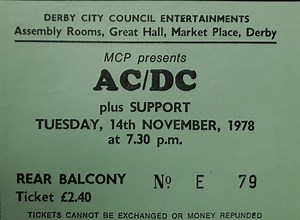 DERBY CITY COUNCIL ENTERTAINMENTS
Assembly Rooms, Great Hall, Market Place, Derby
MCP presents
AC/DC
plus SUPPORT
TUESDAY, 14th NOVEMBER, 1978
at 7.30 p.m.
REAR BALCONY Nº E 79
Ticket £2.40
TICKETS CANNOT BE EXCHANGED OR MONEY REFUNDED